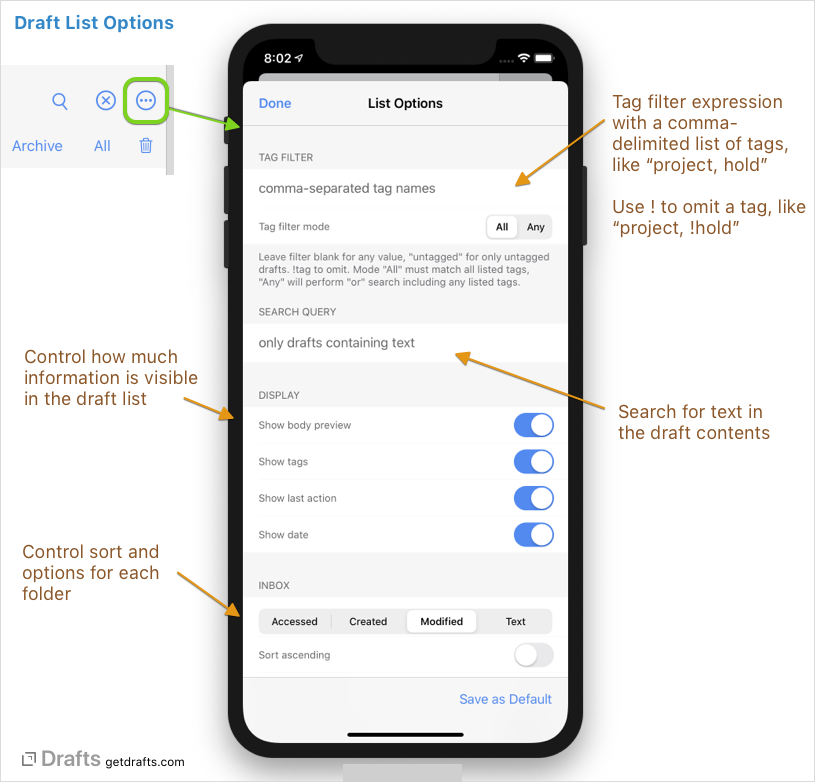 Draft List Options
Archive All
8:02
Done List Options
TAG FILTER
comma-separated tag names
Tag filter mode All Any
Leave filter blank for any value, "untagged" for only untagged
drafts. !tag to omit. Mode "All" must match all listed tags,
"Any" will perform "or" search including any listed tags.
SEARCH QUERY
only drafts containing text
DISPLAY
Show body preview
Show tags
Show last action
Show date
INBOX
Accessed Created Modified Text
Sort ascending
Save as Default
Tag filter expression
with a comma-
delimited list of tags,
like “project, hold”
Use ! to omit a tag, like
“project, !hold”
Control how much
information is visible
in the draft list
Search for text in
the draft contents
Control sort and
options for each
folder
Drafts getdrafts.com